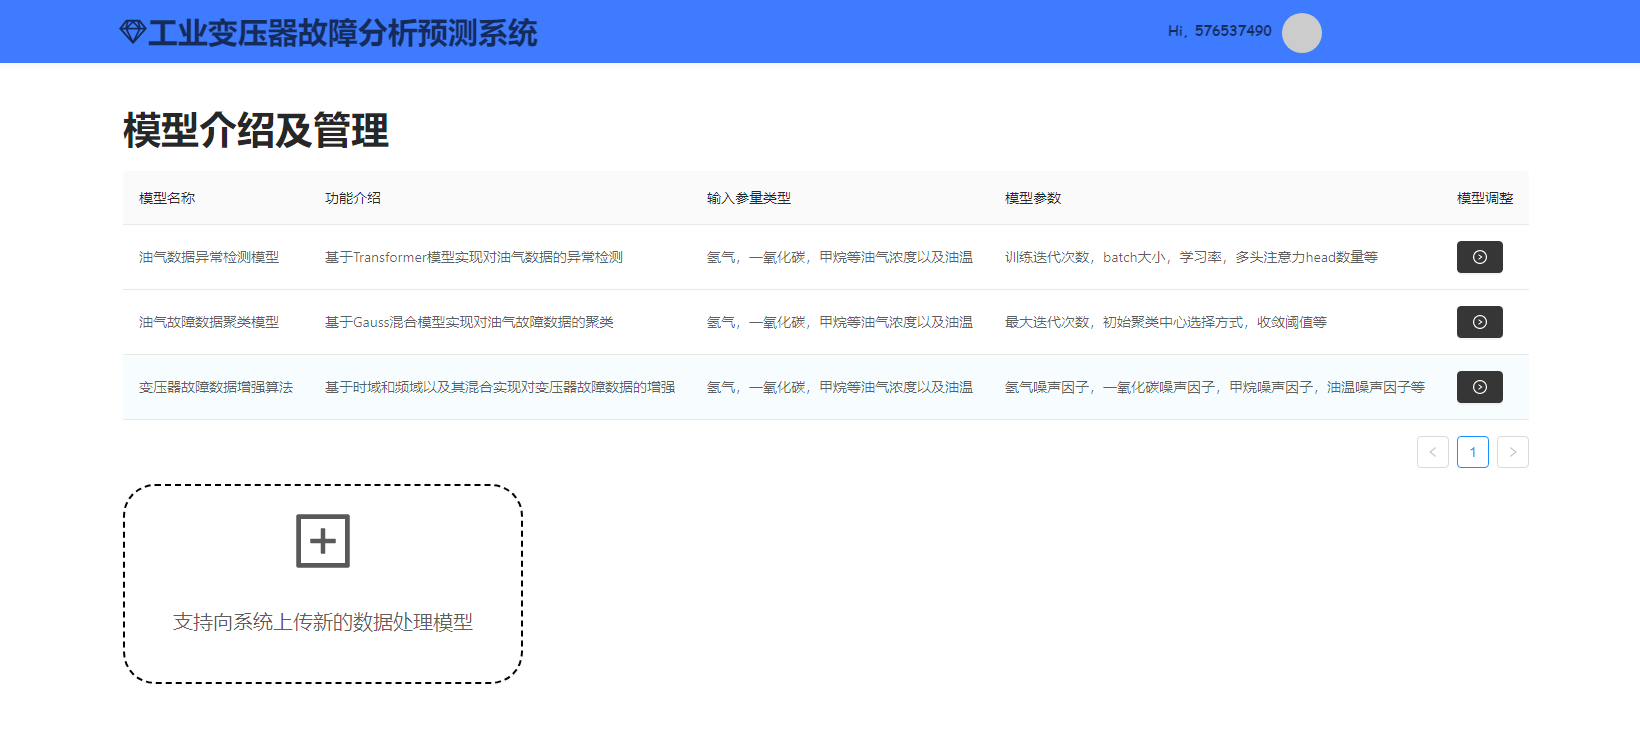 工业变压器故障分析预测系统
Hi, 576537490
模型介绍及管理
模型名称 功能介绍 输入参量类型 模型参数 模型调整
油气数据异常检测模型 基于Transformer模型实现对油气数据的异常检测 氢气，一氧化碳，甲烷等油气浓度以及油温 训练迭代次数，batch大小，学习率，多头注意力head数量等
油气故障数据聚类模型 基于Gauss混合模型实现对油气故障数据的聚类 氢气，一氧化碳，甲烷等油气浓度以及油温 最大迭代次数，初始聚类中心选择方式，收敛阈值等
变压器故障数据增强算法 基于时域和频域以及其混合实现对变压器故障数据的增强 氢气，一氧化碳，甲烷等油气浓度以及油温 氢气噪声因子，一氧化碳噪声因子，甲烷噪声因子，油温噪声因子等
1
支持向系统上传新的数据处理模型